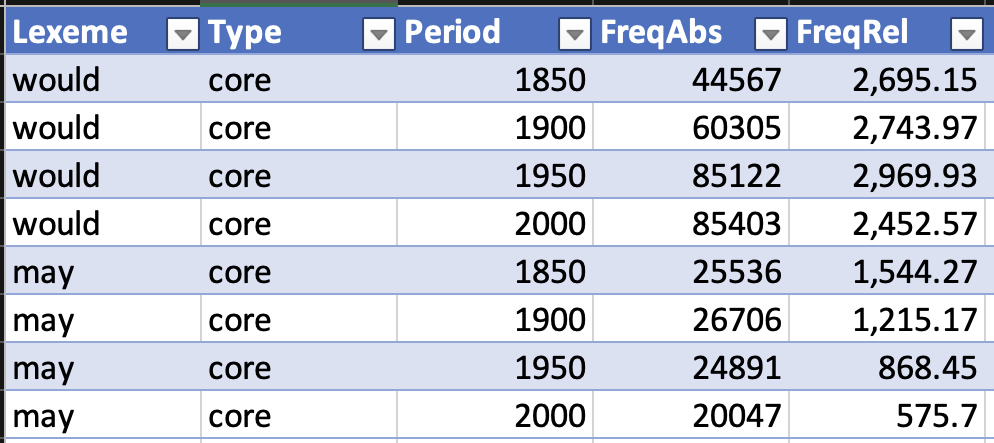 Lexeme Type Period FreqAbs FreqRel
would core 1850 44567 2,695.15
would core 1900 60305 2,743.97
would core 1950 85122 2,969.93
would core 2000 85403 2,452.57
may core 1850 25536 1,544.27
may core 1900 26706 1,215.17
may core 1950 24891 868.45
may core 2000 20047 575.7